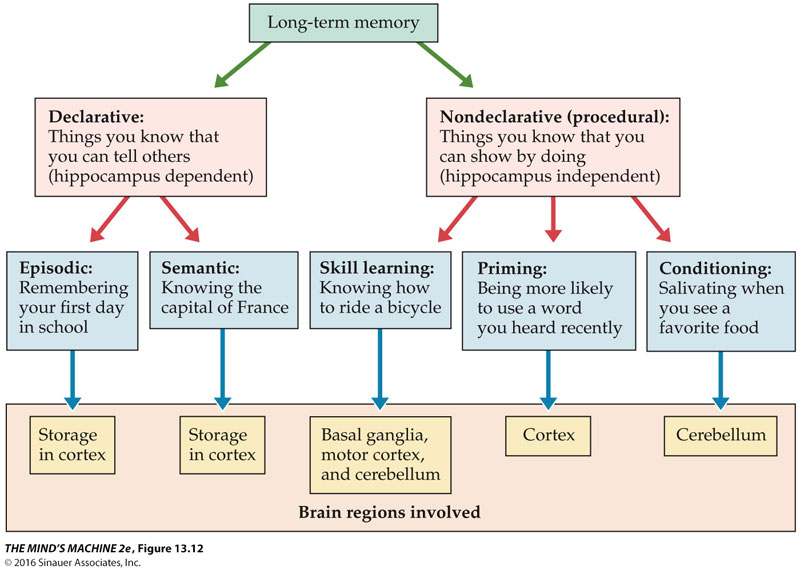 Long-term memory
Declarative:
Things you know that
you can tell others
(hippocampus dependent)
Nondeclarative (procedural):
Things you know that you
can show by doing
(hippocampus independent)
Episodic:
Remembering
your first day
in school
Semantic:
Knowing the
capital of France
Skill learning:
Knowing how
to ride a bicycle
Priming:
Being more likely
to use a word
you heard recently
Conditioning:
Salivating when
you see a
favorite food
Storage
in cortex
Storage
in cortex
Basal ganglia,
motor cortex,
and cerebellum
Cortex
Cerebellum
Brain regions involved
THE MIND'S MACHINE 2e, Figure 13.12
© 2016 Sinauer Associates, Inc.